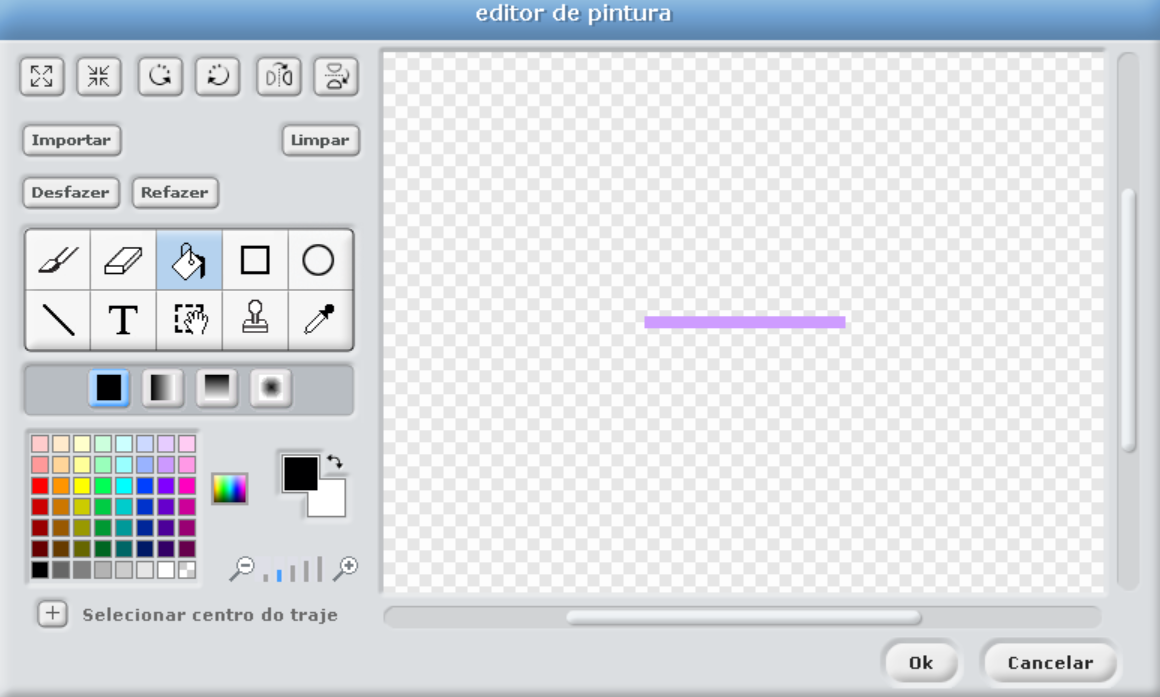 editor de pintura
Importar
Limpar
Desfazer
Refazer
T
Selecionar centro do traje
Ok
Cancelar